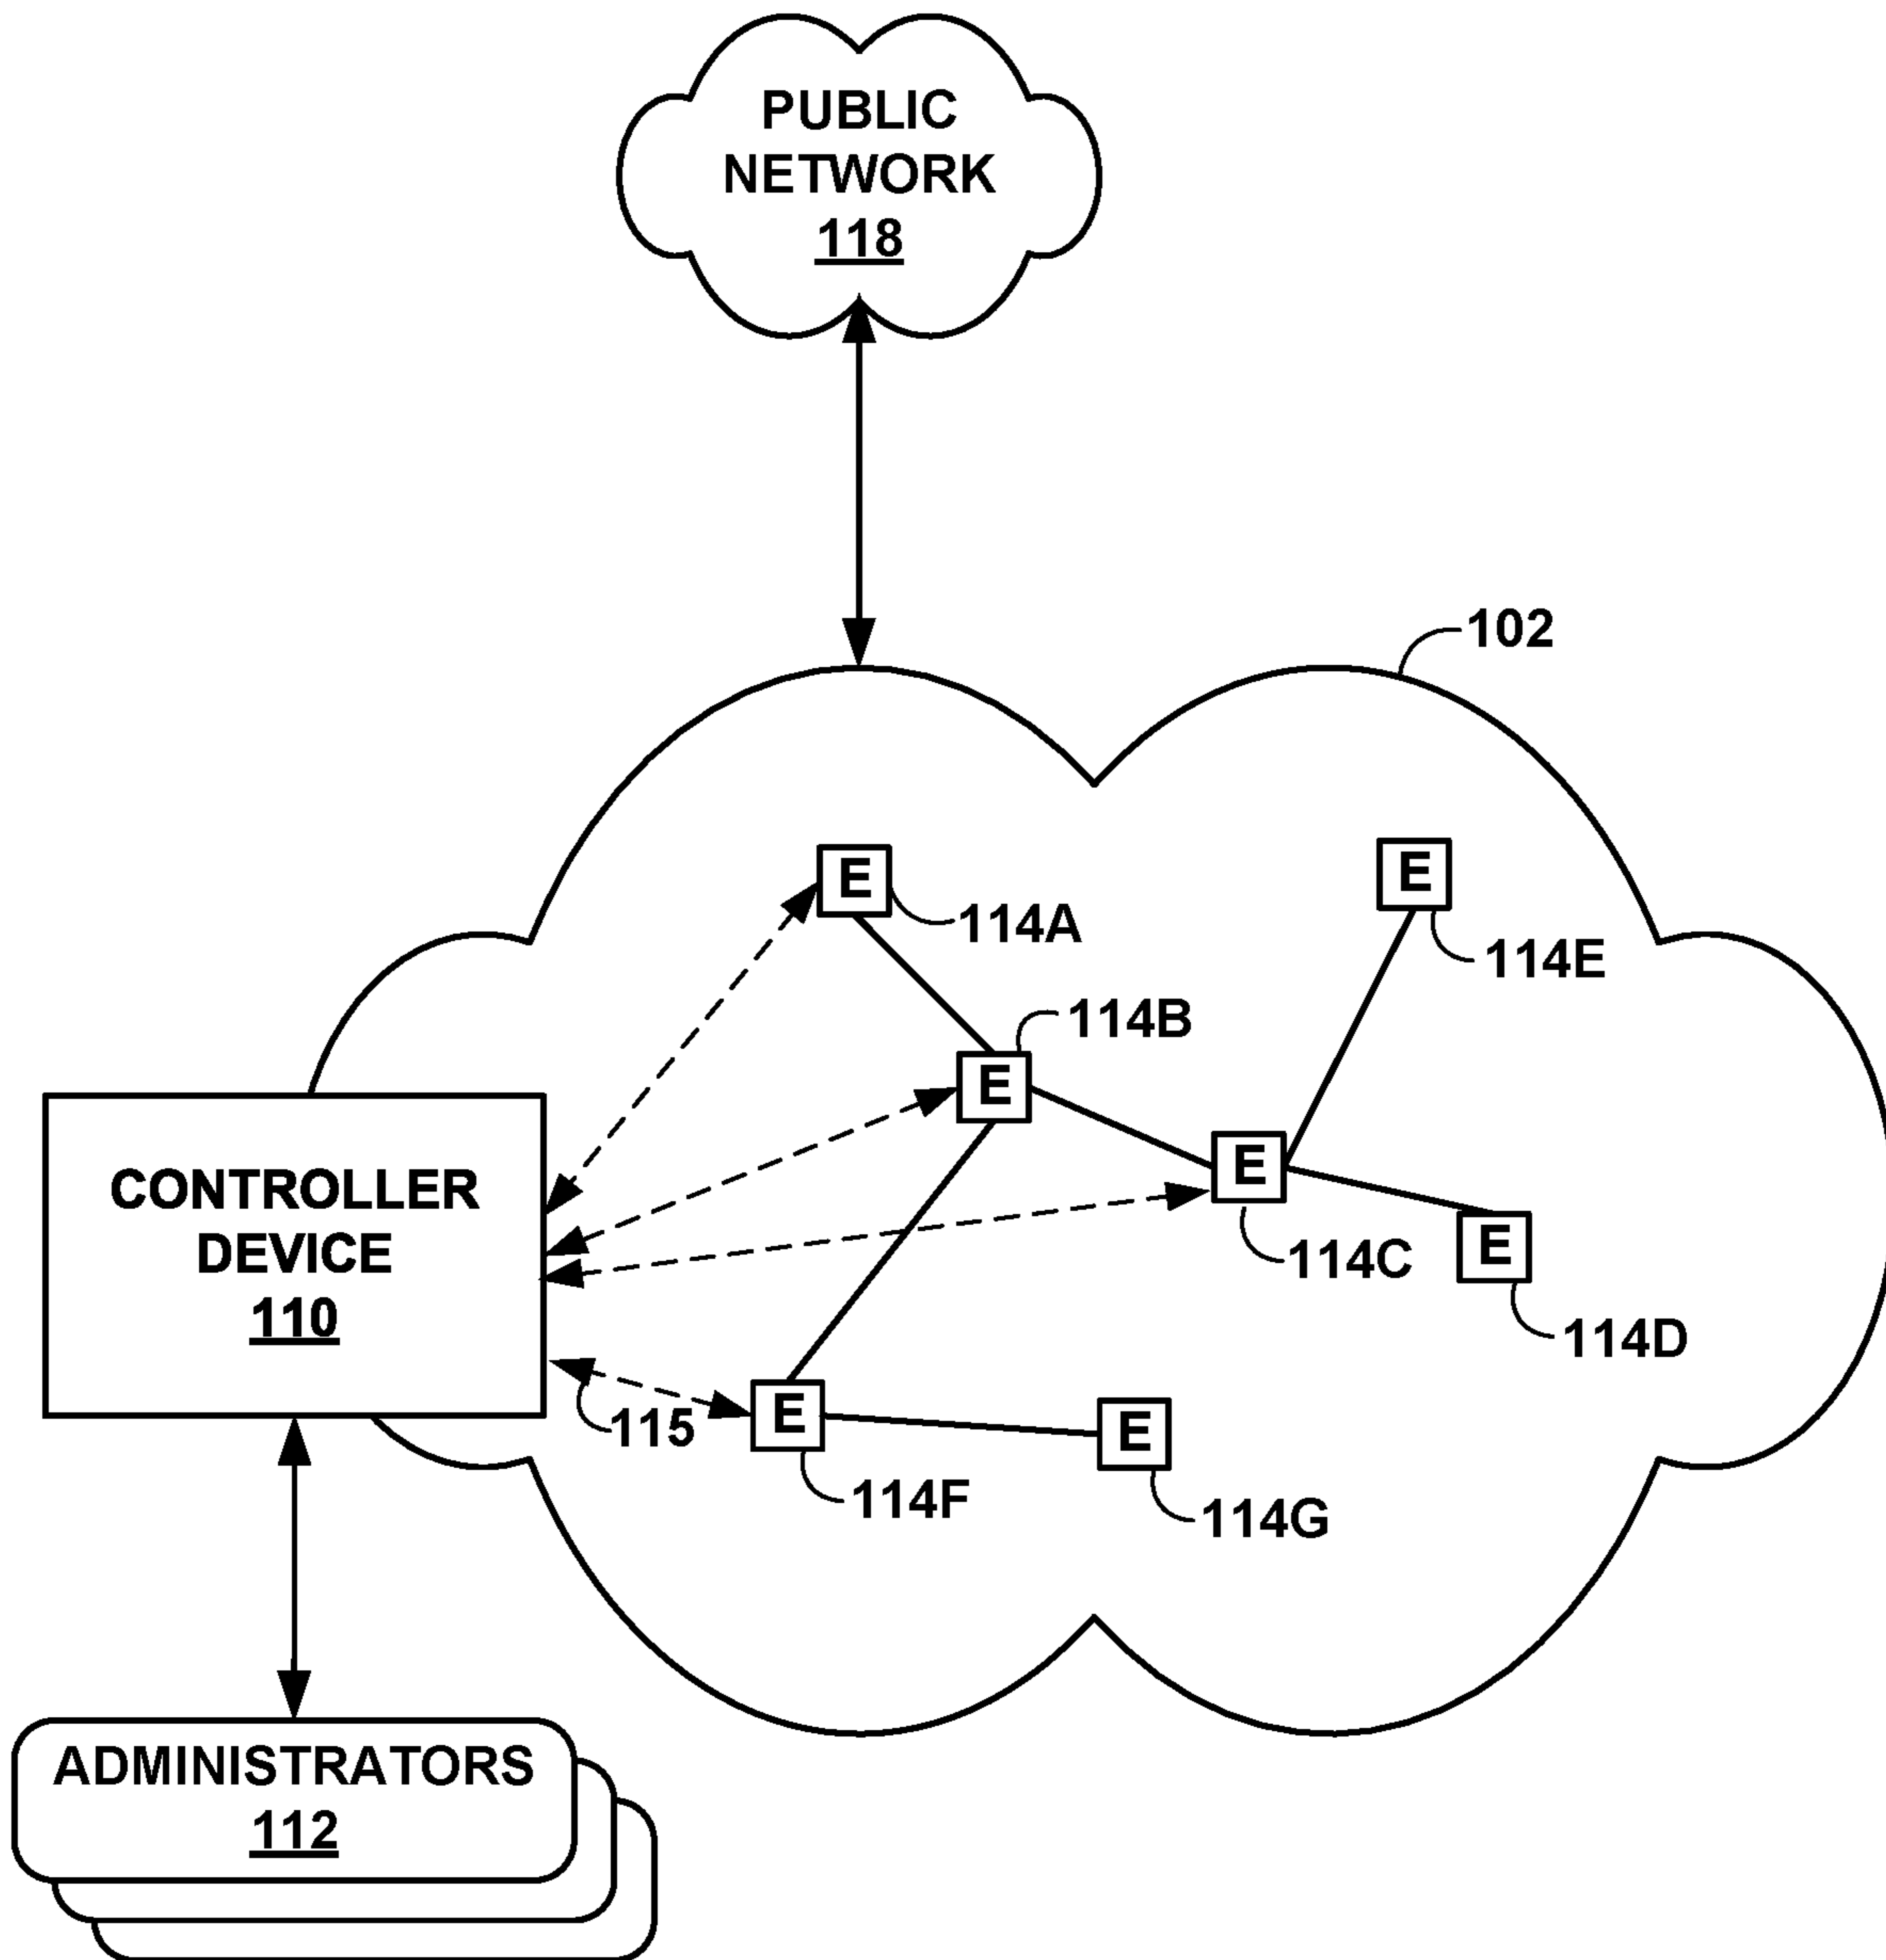 PUBLIC
NETWORK
118
102
E
114A
E
114E
114B
E
E
114C
E
114D
CONTROLLER
DEVICE
110
115
E
114F
E
114G
ADMINISTRATORS
112